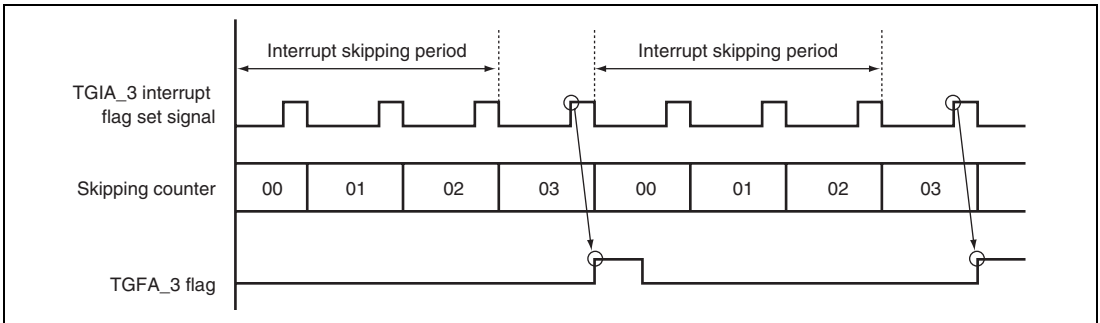 Interrupt skipping period Interrupt skipping period
TGIA_3 interrupt
flag set signal
Skipping counter 00 01 02 03 00 01 02 03
TGFA_3 flag